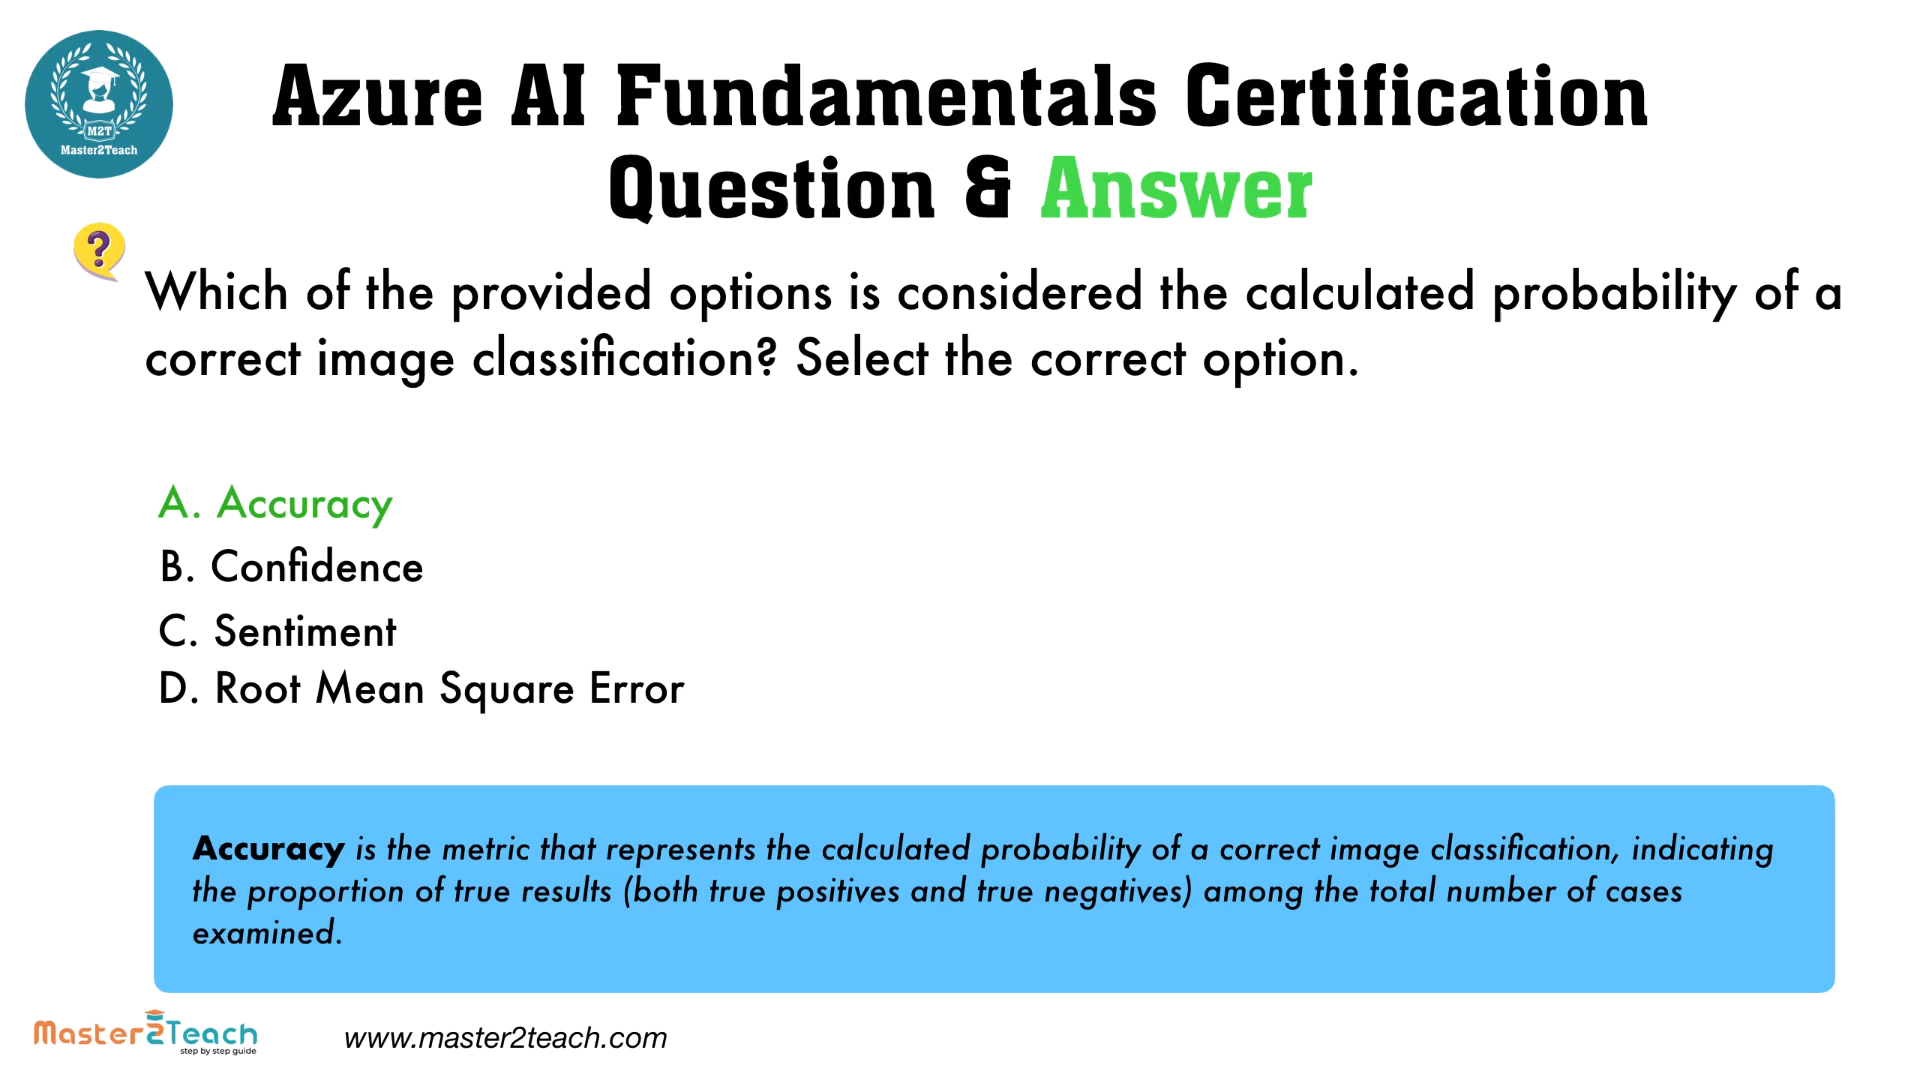 M2T
Master2Teach
Azure AI Fundamentals Certification
Question & Answer
?
Which of the provided options is considered the calculated probability of a
correct image classification? Select the correct option.
A. Accuracy
B. Confidence
C. Sentiment
D. Root Mean Square Error
Accuracy is the metric that represents the calculated probability of a correct image classification, indicating
the proportion of true results (both true positives and true negatives) among the total number of cases
examined.
Master2Teach
step by step guide
www.master2teach.com